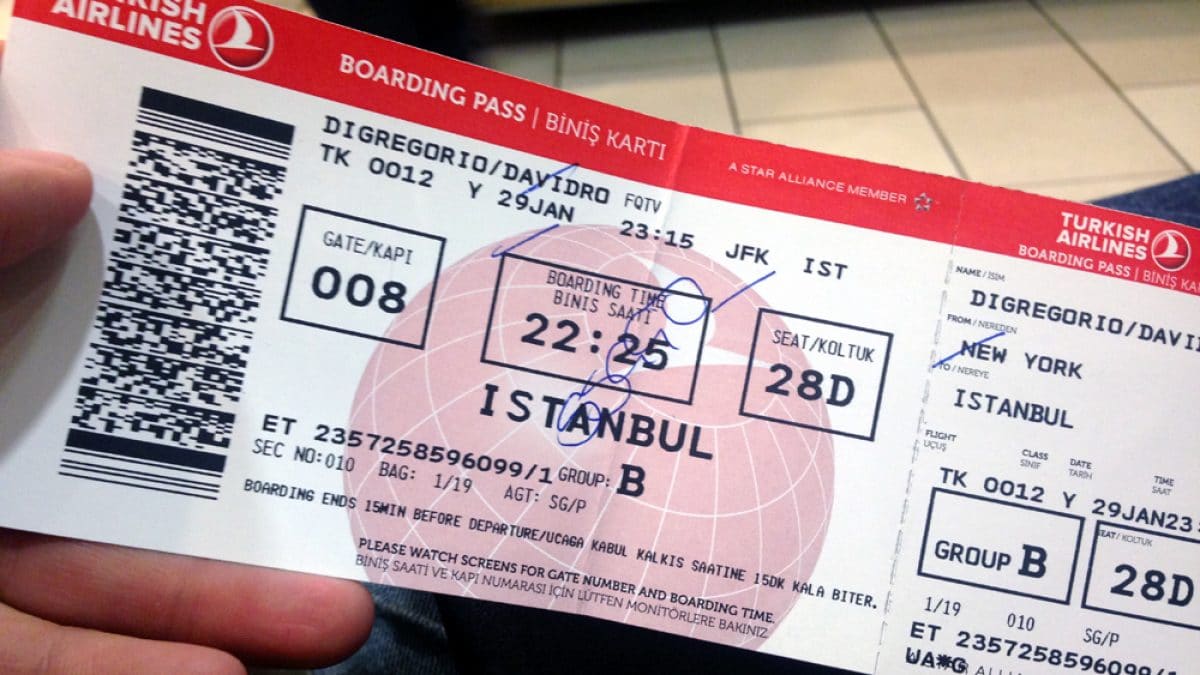 AIRLINES
BOARDING PASS | BİNİŞ KARTI
A STAR ALLIANCE MEMBER
DIGREGORIO/DAVIDRO FQTV
TK 0012 Y 29JAN 23:15 JFK IST
GATE/KAPI
008
BOARDING TIME
BINIS SAATI
22:25
SEAT/KOLTUK
28D
ISTANBUL
ET 2357258596099/1 GROUP: B
SEC NO:010 BAG: 1/19 AGT: SG/P
BOARDING ENDS 15MIN BEFORE DEPARTURE/UCAGA KABUL KALKIS SAATINE 15DK KALA BITER.
PLEASE WATCH SCREENS FOR GATE NUMBER AND BOARDING TIME.
BİNİŞ SAATİ VE KAPI NUMARASI İÇİN LÜTFEN MONİTÖRLERE BAKINIZ.
TURKISH
AIRLINES
BOARDING PASS | BİNİŞ
NAME / İSİM
DIGREGORIO/DAVI
FROM / NEREDEN
NEW YORK
TO / NEREYE
ISTANBUL
FLIGHT CLASS DATE TIME
UÇUŞ SINIF TARİH SAAT
TK 0012 Y 29JAN23
GROUP B
SEAT/ KOLTUK
28D
1/19 010 SG/P
ET 2357258596099/